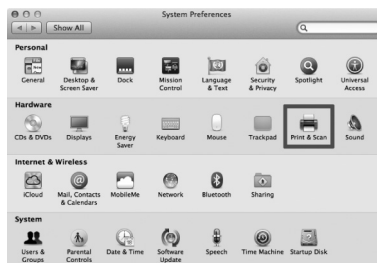 System Preferences
Show All
Personal
General
Desktop & Screen Saver
Dock
Mission Control
Language & Text
Security & Privacy
Spotlight
Universal Access
Hardware
CDs & DVDs
Displays
Energy Saver
Keyboard
Mouse
Trackpad
Print & Scan
Sound
Internet & Wireless
iCloud
Mail, Contacts & Calendars
MobileMe
Network
Bluetooth
Sharing
System
Users & Groups
Parental Controls
Date & Time
Software Update
Speech
Time Machine
Startup Disk